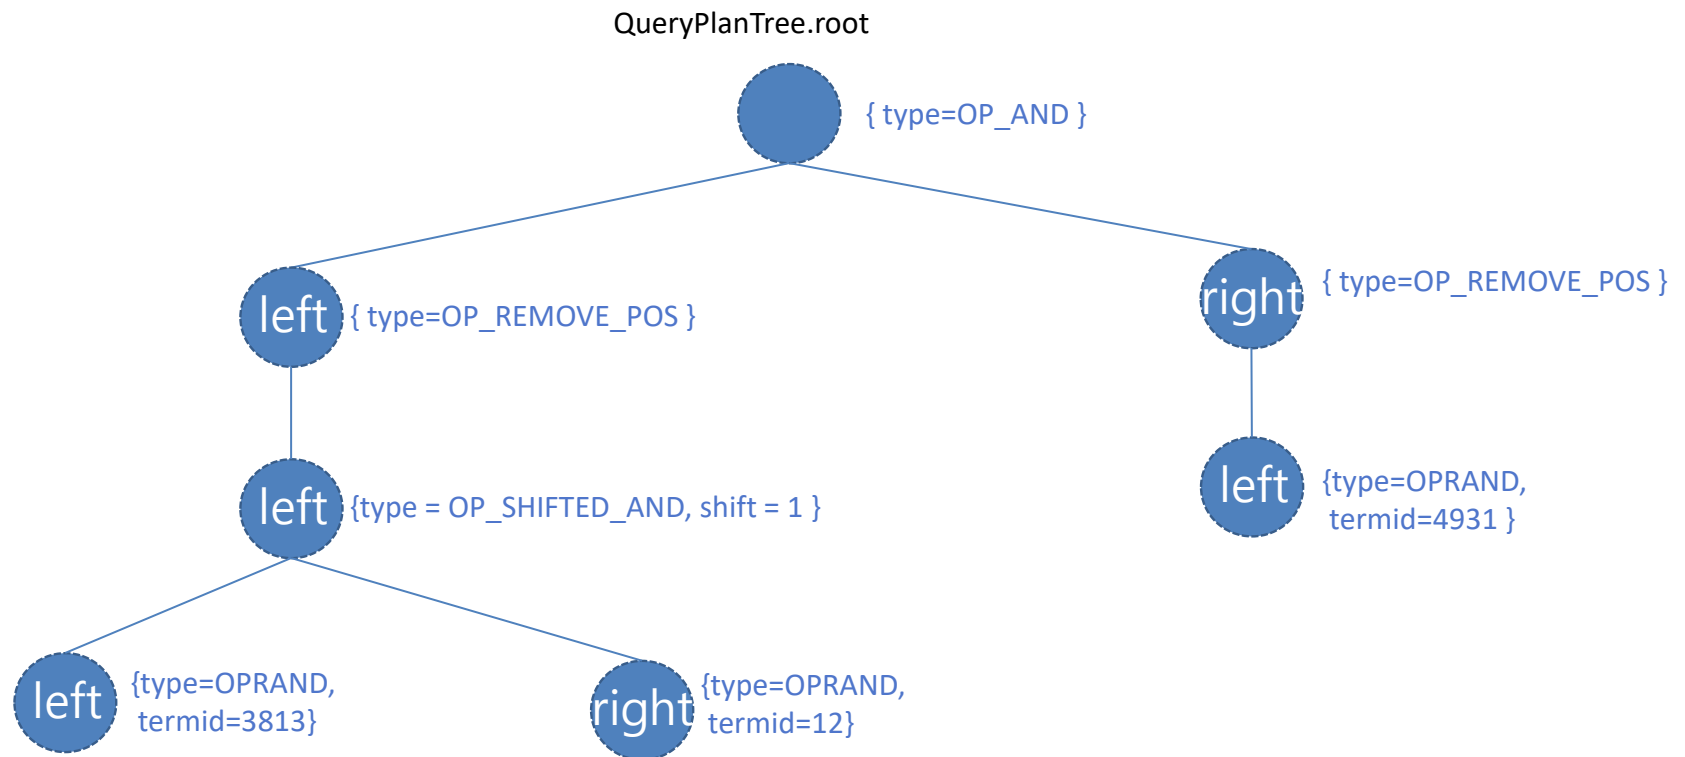 QueryPlanTree.root
{ type=OP_AND }
left
{ type=OP_REMOVE_POS }
right
{ type=OP_REMOVE_POS }
left
{type = OP_SHIFTED_AND, shift = 1 }
left
{type=OPRAND,
termid=4931 }
left
{type=OPRAND,
termid=3813}
right
{type=OPRAND,
termid=12}